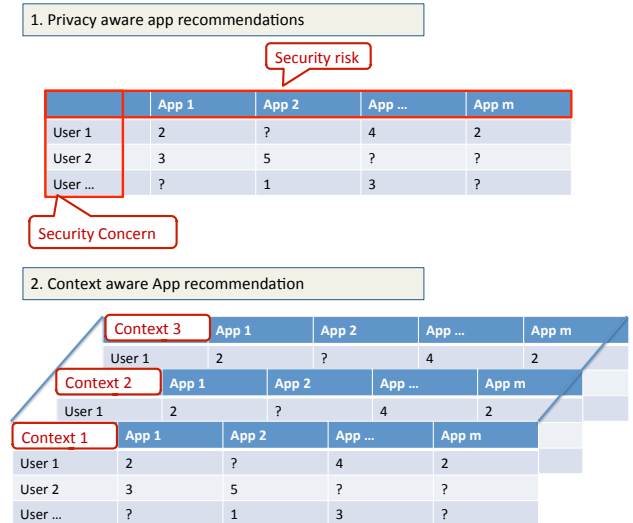 1. Privacy aware app recommendations
Security risk
App 1 App 2 App ... App m
User 1 2 ? 4 2
User 2 3 5 ? ?
User ... ? 1 3 ?
Security Concern
2. Context aware App recommendation
Context 3 App 1 App 2 App ... App m
User 1 2 ? 4 2
Context 2 App 1 App 2 App ... App m
User 1 2 ? 4 2
Context 1 App 1 App 2 App ... App m
User 1 2 ? 4 2
User 2 3 5 ? ?
User ... ? 1 3 ?